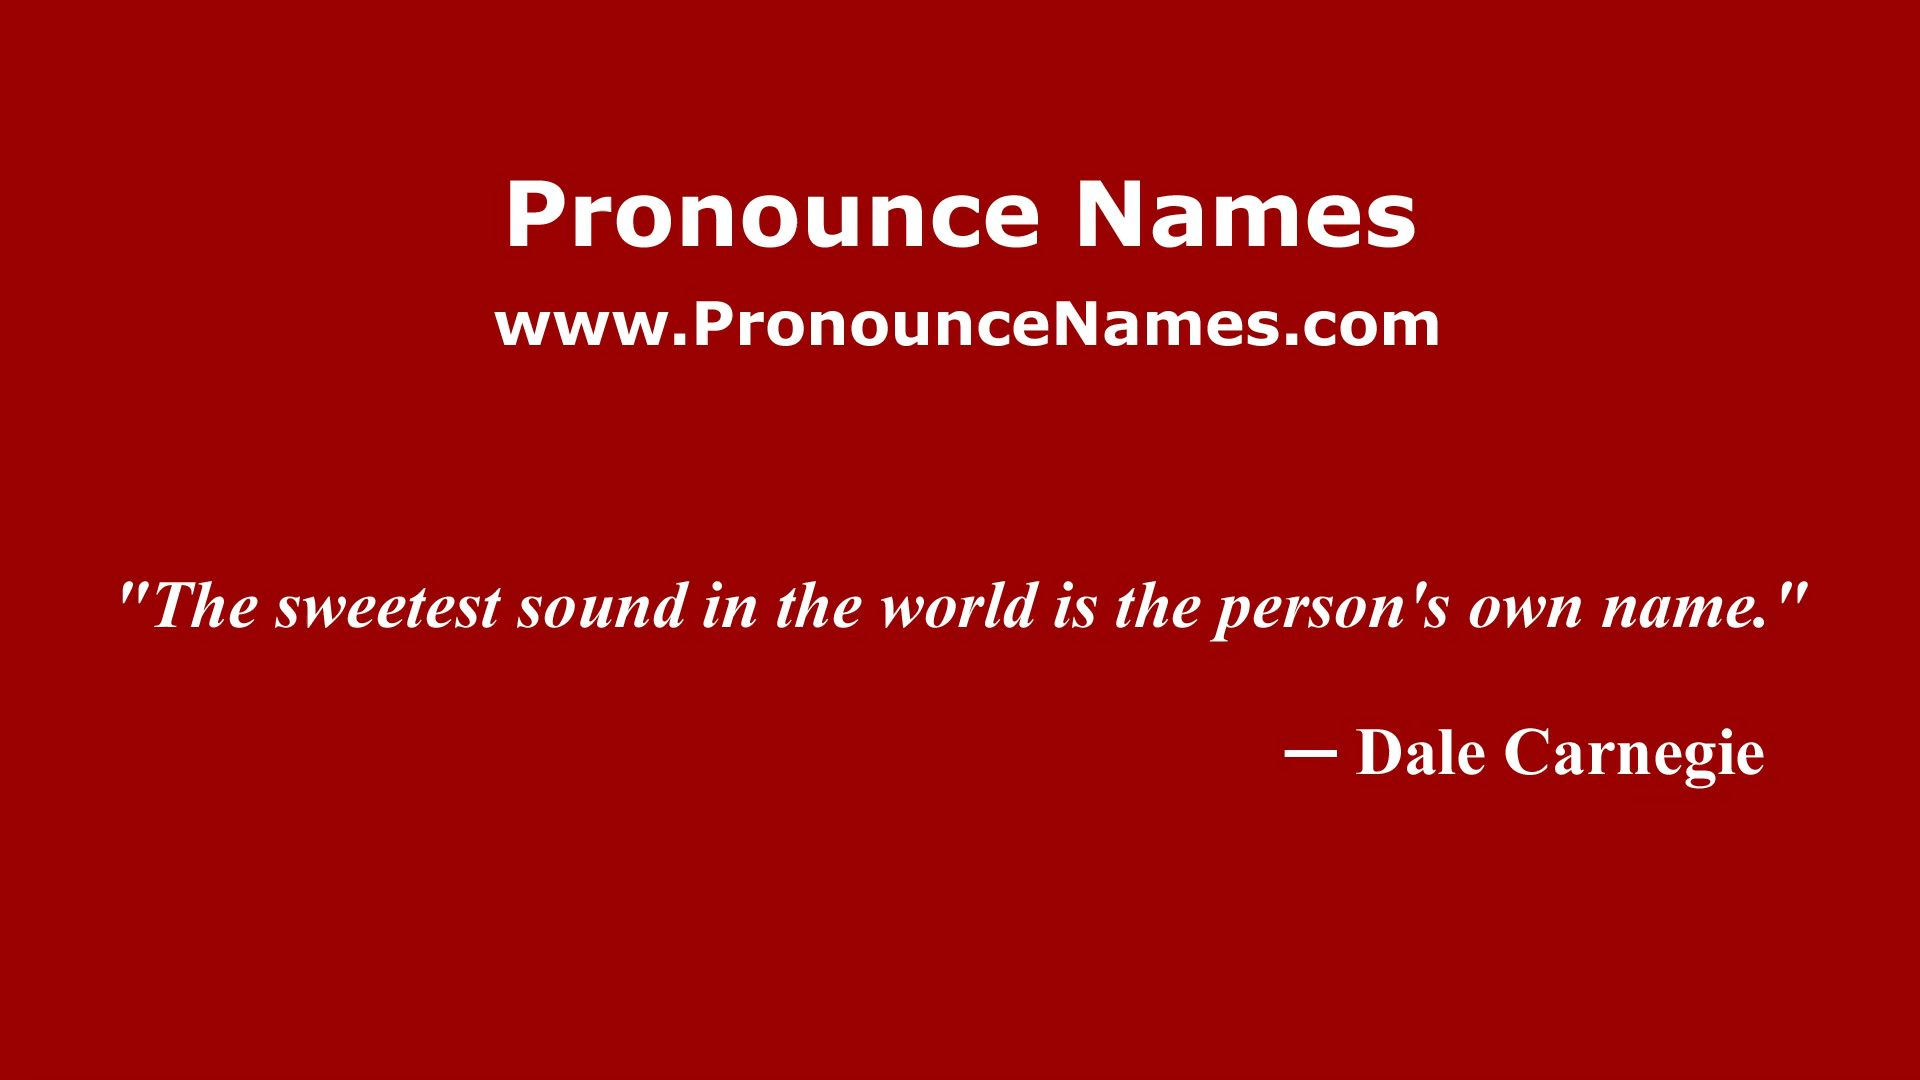 Pronounce Names
www.PronounceNames.com
"The sweetest sound in the world is the person's own name."
— Dale Carnegie